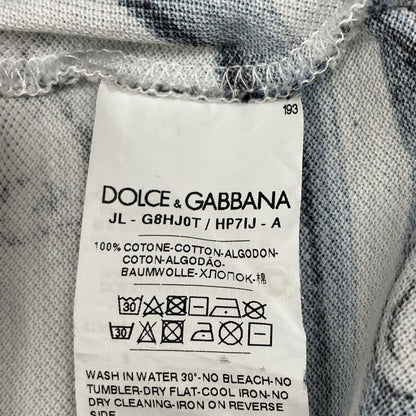 193
DOLCE & GABBANA
JL - G8HJ0T / HP7IJ - A
100% COTONE-COTTON-ALGODON-
COTON-ALGODÃO-
BAUMWOLLE-ХЛОПОК-棉
30
30
WASH IN WATER 30°-NO BLEACH-NO
TUMBLER-DRY FLAT-COOL IRON-NO
DRY CLEANING-IRON ON REVERSE
SIDE